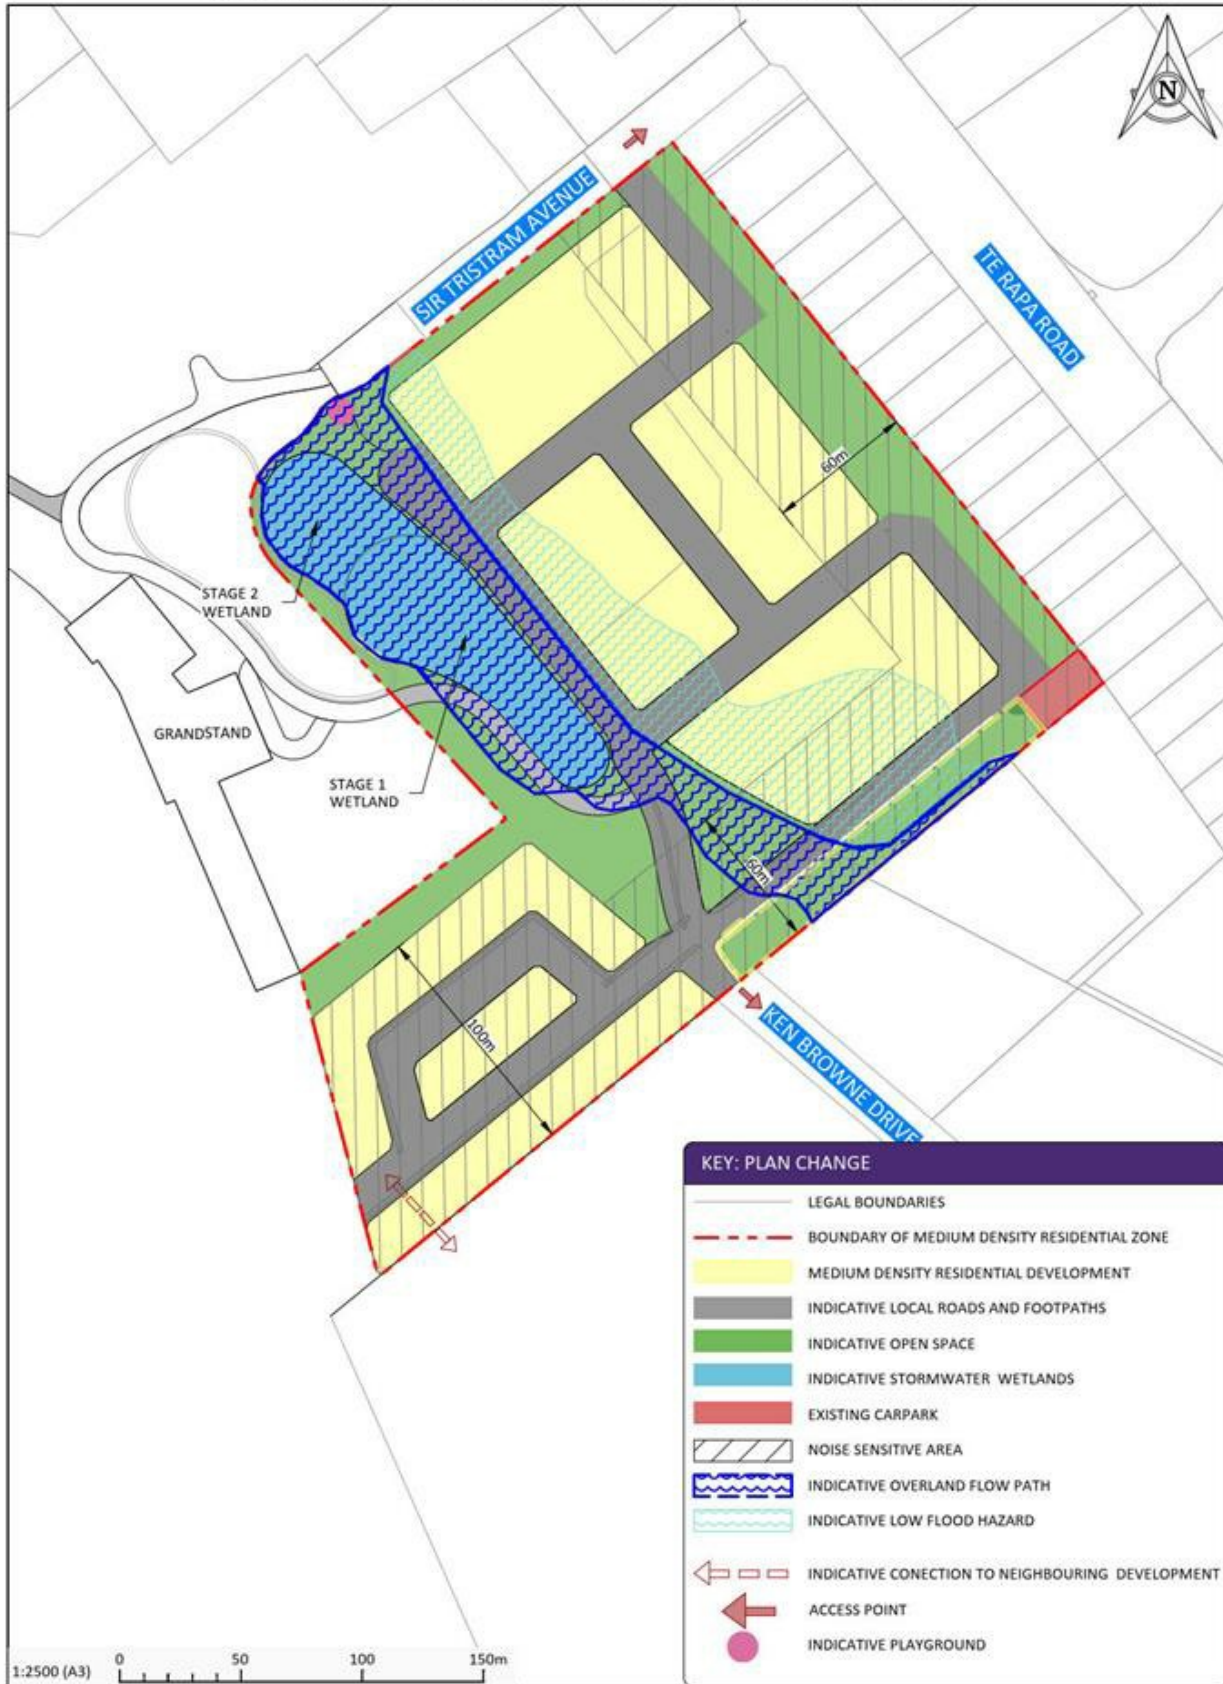 N
SIR TRISTRAM AVENUE
TE RAPA ROAD
60m
STAGE 2
WETLAND
GRANDSTAND
STAGE 1
WETLAND
60m
100m
KEN BROWNE DRIVE
KEY: PLAN CHANGE
LEGAL BOUNDARIES
BOUNDARY OF MEDIUM DENSITY RESIDENTIAL ZONE
MEDIUM DENSITY RESIDENTIAL DEVELOPMENT
INDICATIVE LOCAL ROADS AND FOOTPATHS
INDICATIVE OPEN SPACE
INDICATIVE STORMWATER WETLANDS
EXISTING CARPARK
NOISE SENSITIVE AREA
INDICATIVE OVERLAND FLOW PATH
INDICATIVE LOW FLOOD HAZARD
INDICATIVE CONECTION TO NEIGHBOURING DEVELOPMENT
ACCESS POINT
INDICATIVE PLAYGROUND
1:2500 (A3)
0 50 100 150m